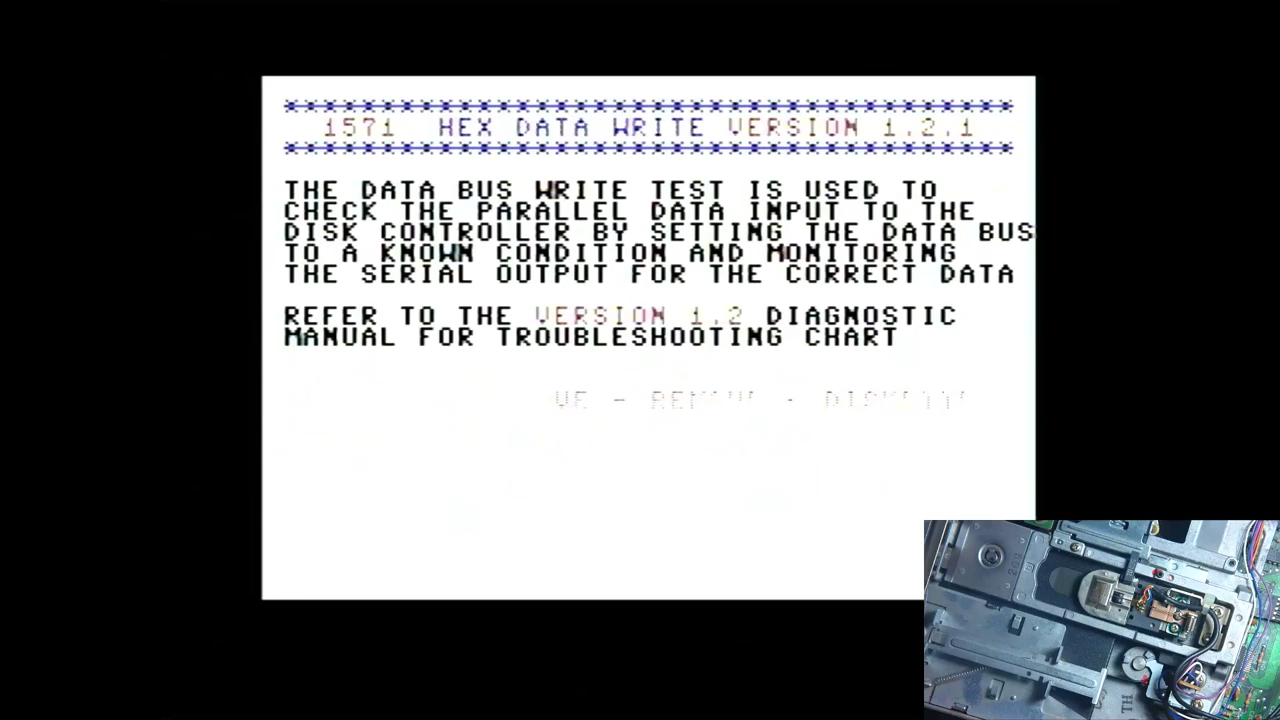 **************************************
1571 HEX DATA WRITE VERSION 1.2.1
**************************************
THE DATA BUS WRITE TEST IS USED TO
CHECK THE PARALLEL DATA INPUT TO THE
DISK CONTROLLER BY SETTING THE DATA BUS
TO A KNOWN CONDITION AND MONITORING
THE SERIAL OUTPUT FOR THE CORRECT DATA
REFER TO THE VERSION 1.2 DIAGNOSTIC
MANUAL FOR TROUBLESHOOTING CHART